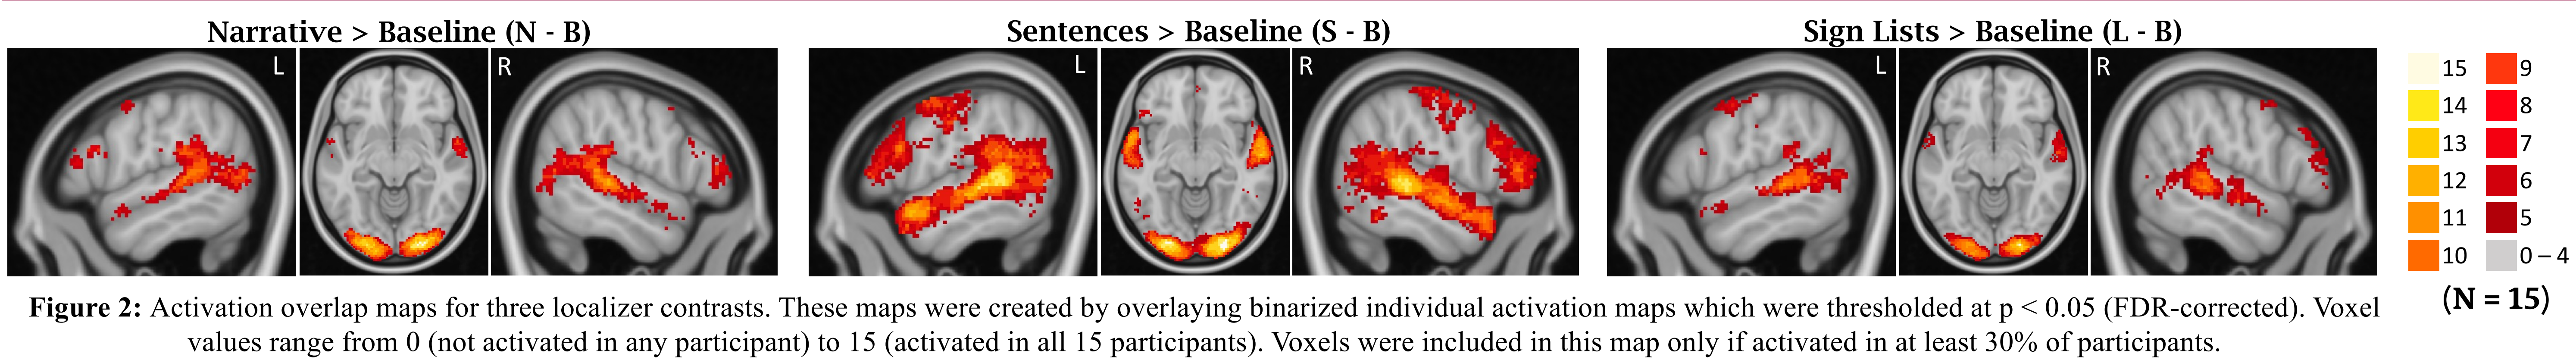 Narrative > Baseline (N - B)
L
R
Sentences > Baseline (S - B)
L
R
Sign Lists > Baseline (L - B)
L
R
15
9
14
8
13
7
12
6
11
5
10
0 – 4
(N = 15)
Figure 2: Activation overlap maps for three localizer contrasts. These maps were created by overlaying binarized individual activation maps which were thresholded at p < 0.05 (FDR-corrected). Voxel
values range from 0 (not activated in any participant) to 15 (activated in all 15 participants). Voxels were included in this map only if activated in at least 30% of participants.